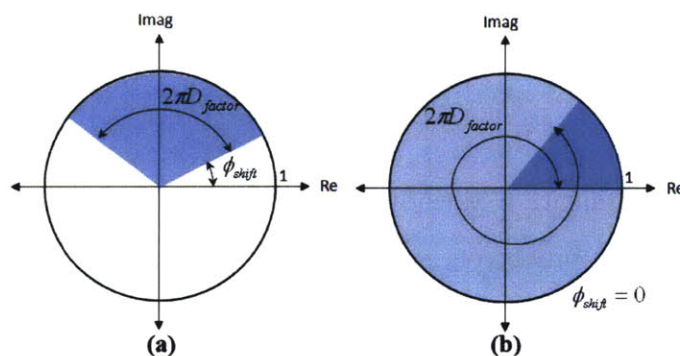 Imag
2πD_factor
ϕ_shift
1
Re
(a)
Imag
2πD_factor
1
Re
ϕ_shift = 0
(b)